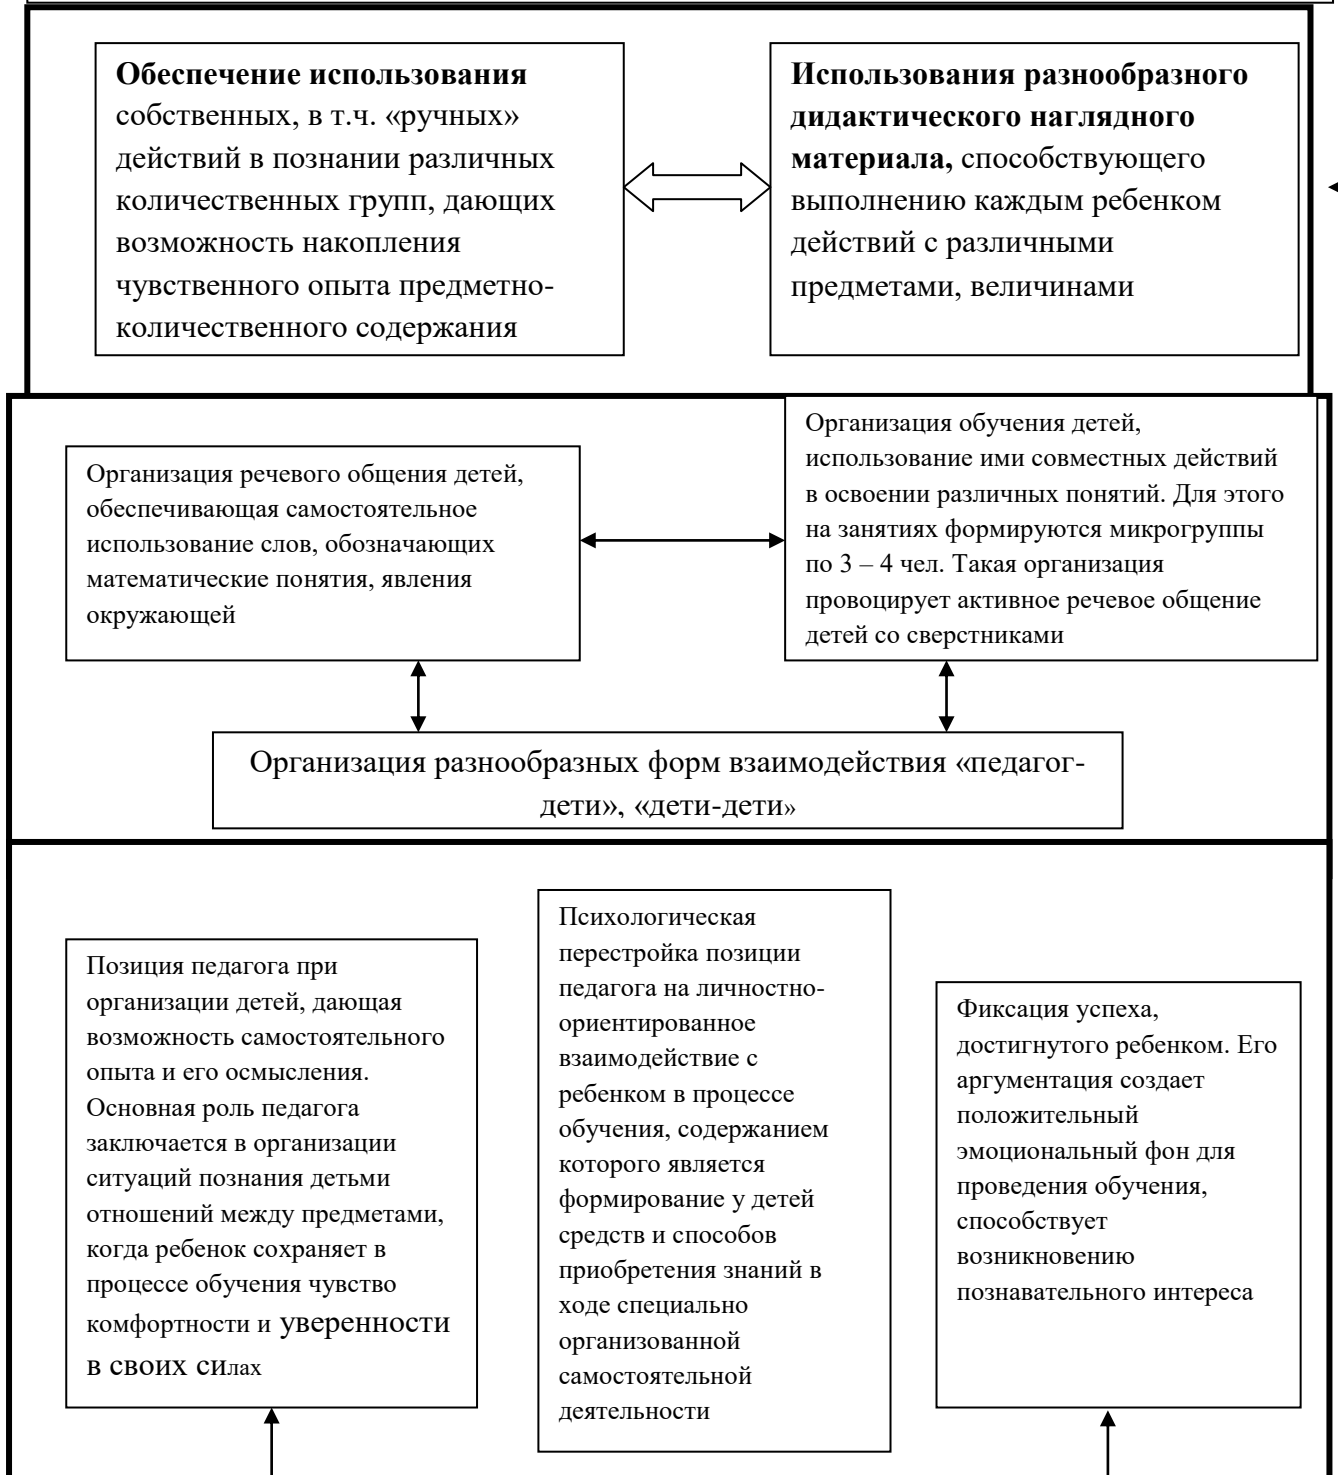 Обеспечение использования
собственных, в т.ч. «ручных»
действий в познании различных
количественных групп, дающих
возможность накопления
чувственного опыта предметно-
количественного содержания
Использования разнообразного
дидактического наглядного
материала, способствующего
выполнению каждым ребенком
действий с различными
предметами, величинами
Организация речевого общения детей,
обеспечивающая самостоятельное
использование слов, обозначающих
математические понятия, явления
окружающей
Организация обучения детей,
использование ими совместных действий
в освоении различных понятий. Для этого
на занятиях формируются микрогруппы
по 3 – 4 чел. Такая организация
провоцирует активное речевое общение
детей со сверстниками
Организация разнообразных форм взаимодействия «педагог-
дети», «дети-дети»
Позиция педагога при
организации детей, дающая
возможность самостоятельного
опыта и его осмысления.
Основная роль педагога
заключается в организации
ситуаций познания детьми
отношений между предметами,
когда ребенок сохраняет в
процессе обучения чувство
комфортности и уверенности
в своих силах
Психологическая
перестройка позиции
педагога на личностно-
ориентированное
взаимодействие с
ребенком в процессе
обучения, содержанием
которого является
формирование у детей
средств и способов
приобретения знаний в
ходе специально
организованной
самостоятельной
деятельности
Фиксация успеха,
достигнутого ребенком. Его
аргументация создает
положительный
эмоциональный фон для
проведения обучения,
способствует
возникновению
познавательного интереса